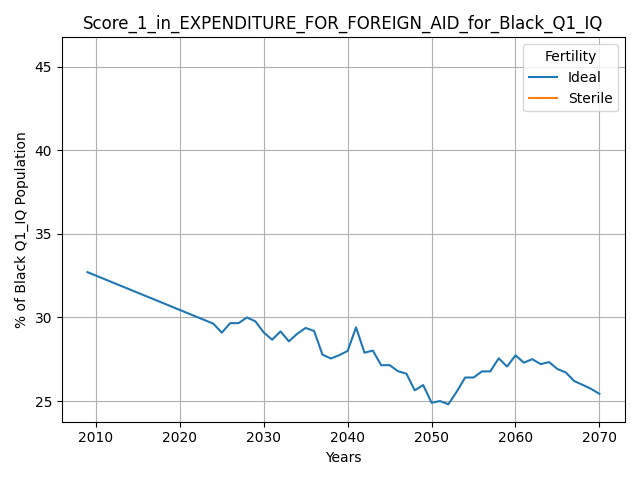 Score_1_in_EXPENDITURE_FOR_FOREIGN_AID_for_Black_Q1_IQ
Fertility
Ideal
Sterile
% of Black Q1_IQ Population
45
40
35
30
25
2010 2020 2030 2040 2050 2060 2070
Years